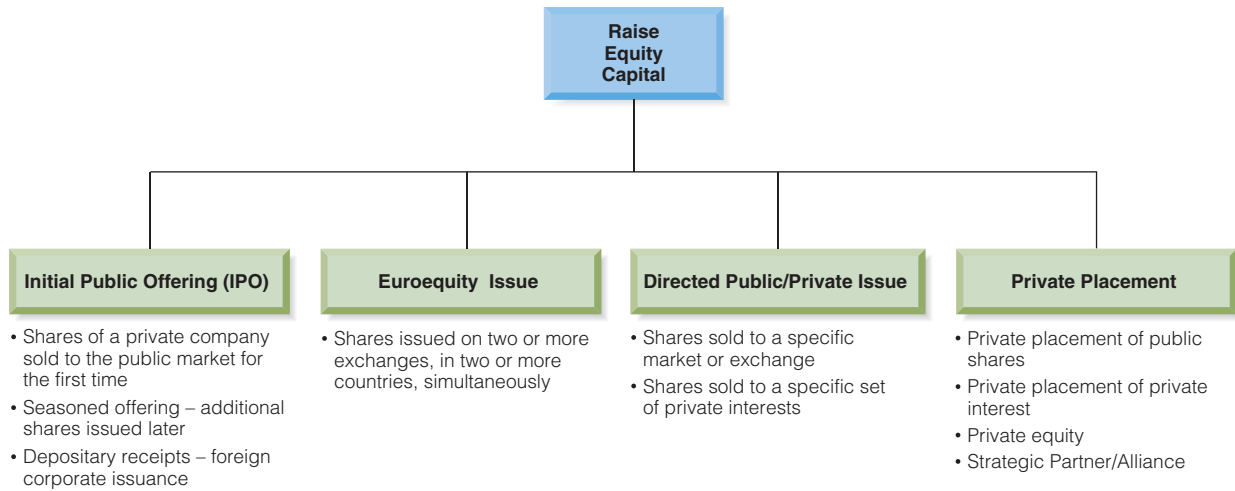 Raise
Equity
Capital
Initial Public Offering (IPO)
• Shares of a private company
sold to the public market for
the first time
• Seasoned offering – additional
shares issued later
• Depositary receipts – foreign
corporate issuance
Euroequity Issue
• Shares issued on two or more
exchanges, in two or more
countries, simultaneously
Directed Public/Private Issue
• Shares sold to a specific
market or exchange
• Shares sold to a specific set
of private interests
Private Placement
• Private placement of public
shares
• Private placement of private
interest
• Private equity
• Strategic Partner/Alliance